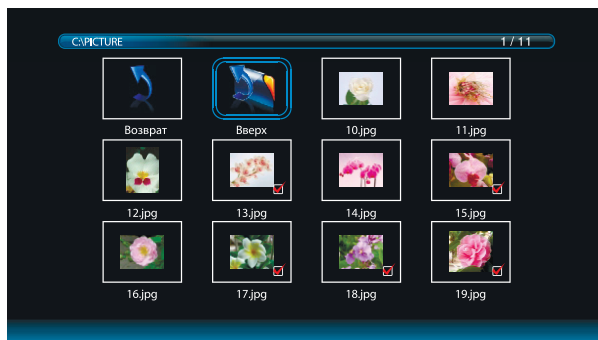 C:\PICTURE 1 / 11
Возврат Вверх 10.jpg 11.jpg
12.jpg 13.jpg 14.jpg 15.jpg
16.jpg 17.jpg 18.jpg 19.jpg